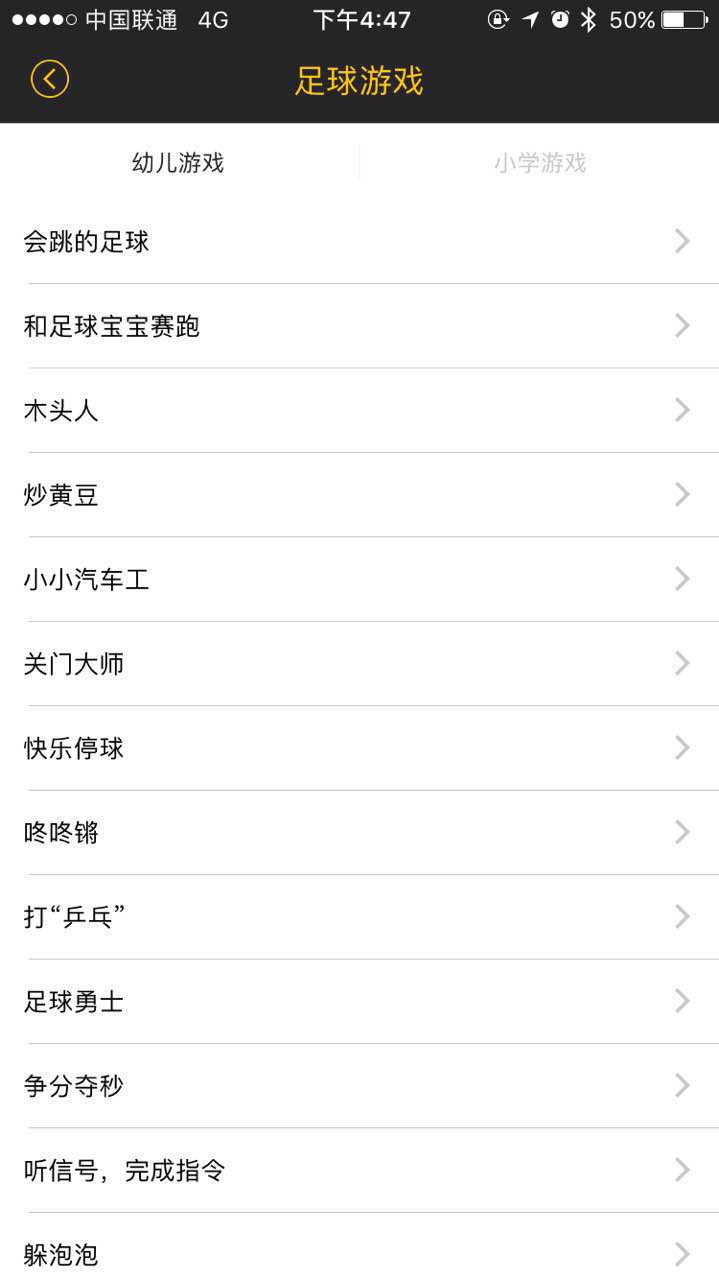 中国联通 4G 下午4:47 50%
足球游戏
幼儿游戏 小学游戏
会跳的足球
和足球宝宝赛跑
木头人
炒黄豆
小小汽车工
关门大师
快乐停球
咚咚锵
打“乒乓”
足球勇士
争分夺秒
听信号，完成指令
躲泡泡